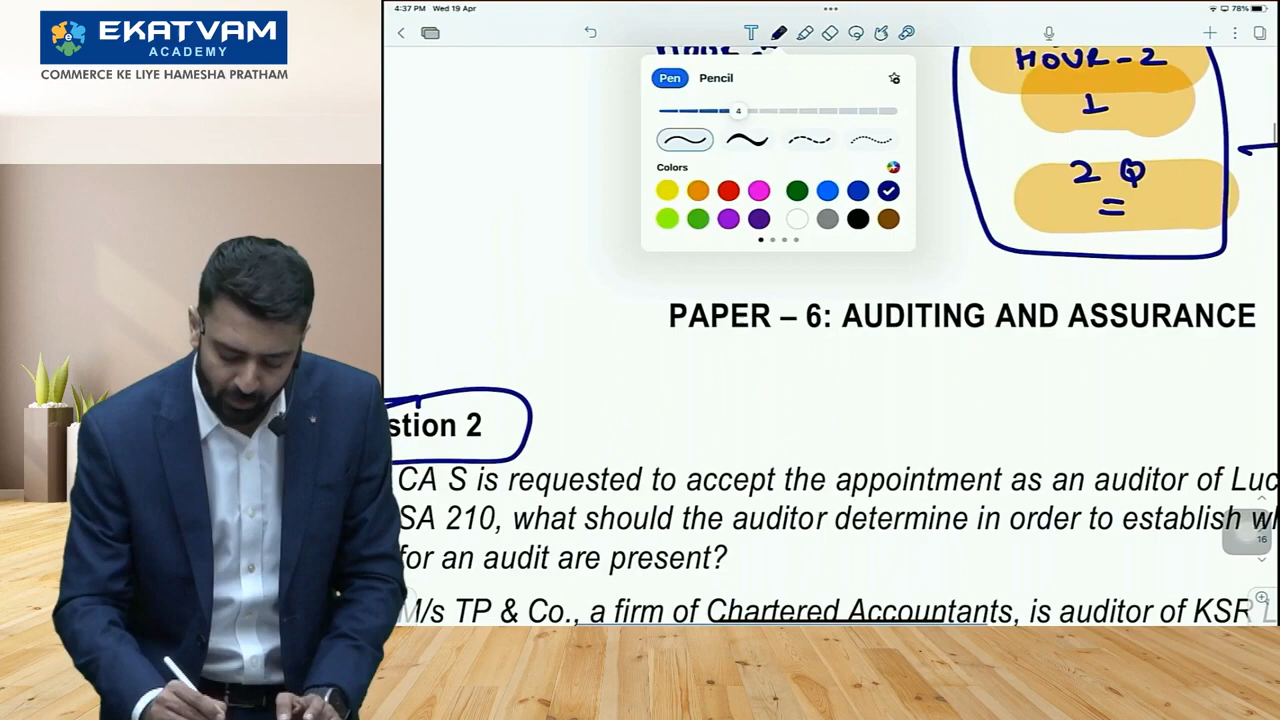 EKATVAM
ACADEMY
COMMERCE KE LIYE HAMESHA PRATHAM
4:37 PM Wed 19 Apr
78%
T
HOUR - 2
1
2 Q
Pen
Pencil
4
Colors
PAPER – 6: AUDITING AND ASSURANCE
stion 2
CA S is requested to accept the appointment as an auditor of Luc
SA 210, what should the auditor determine in order to establish wh
for an audit are present?
M/s TP & Co., a firm of Chartered Accountants, is auditor of KSR L
16